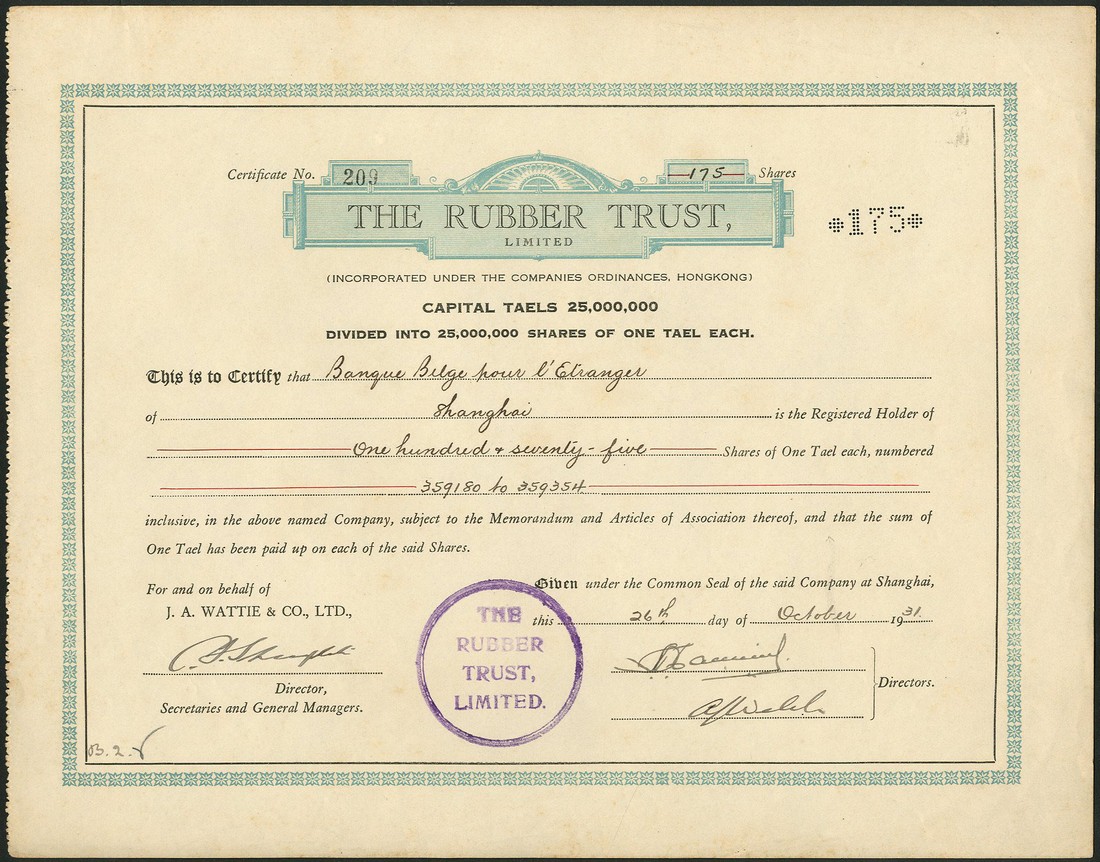 Certificate No. 209
175 Shares
THE RUBBER TRUST,
LIMITED
*175*
(INCORPORATED UNDER THE COMPANIES ORDINANCES, HONGKONG)
CAPITAL TAELS 25,000,000
DIVIDED INTO 25,000,000 SHARES OF ONE TAEL EACH.
This is to Certify that Banque Belge pour l'Etranger
of Shanghai is the Registered Holder of
One hundred & seventy-five Shares of One Tael each, numbered
359180 to 359354
inclusive, in the above named Company, subject to the Memorandum and Articles of Association thereof, and that the sum of
One Tael has been paid up on each of the said Shares.
For and on behalf of
J. A. WATTIE & CO., LTD.,
Director,
Secretaries and General Managers.
THE
RUBBER
TRUST,
LIMITED.
Given under the Common Seal of the said Company at Shanghai,
this 26th day of October 1931.
Directors.
B.2.